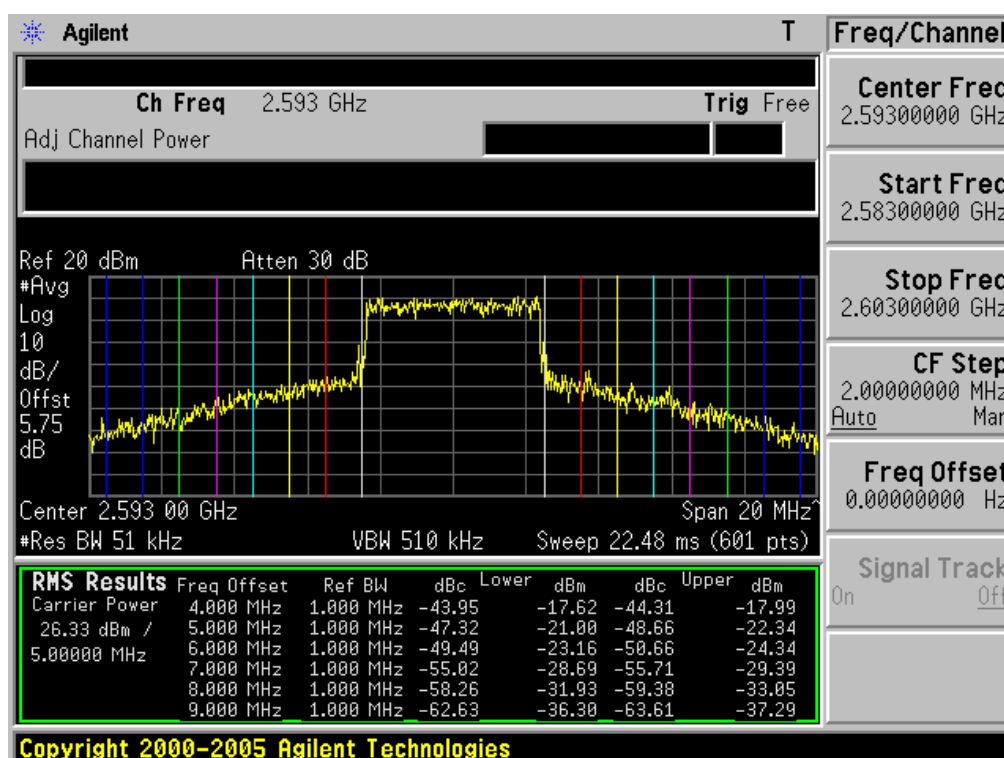 Agilent T
Ch Freq 2.593 GHz Trig Free
Adj Channel Power
Ref 20 dBm Atten 30 dB
#Avg
Log
10
dB/
Offst
5.75
dB
Center 2.593 00 GHz Span 20 MHz^
#Res BW 51 kHz VBW 510 kHz Sweep 22.48 ms (601 pts)
RMS Results Freq Offset Ref BW dBc Lower dBm dBc Upper dBm
Carrier Power 4.000 MHz 1.000 MHz -43.95 -17.62 -44.31 -17.99
26.33 dBm / 5.000 MHz 1.000 MHz -47.32 -21.00 -48.66 -22.34
5.00000 MHz 6.000 MHz 1.000 MHz -49.49 -23.16 -50.66 -24.34
7.000 MHz 1.000 MHz -55.02 -28.69 -55.71 -29.39
8.000 MHz 1.000 MHz -58.26 -31.93 -59.38 -33.05
9.000 MHz 1.000 MHz -62.63 -36.30 -63.61 -37.29
Copyright 2000-2005 Agilent Technologies
Freq/Channel
Center Freq
2.59300000 GHz
Start Freq
2.58300000 GHz
Stop Freq
2.60300000 GHz
CF Step
2.00000000 MHz
Auto Man
Freq Offset
0.00000000 Hz
Signal Track
On Off